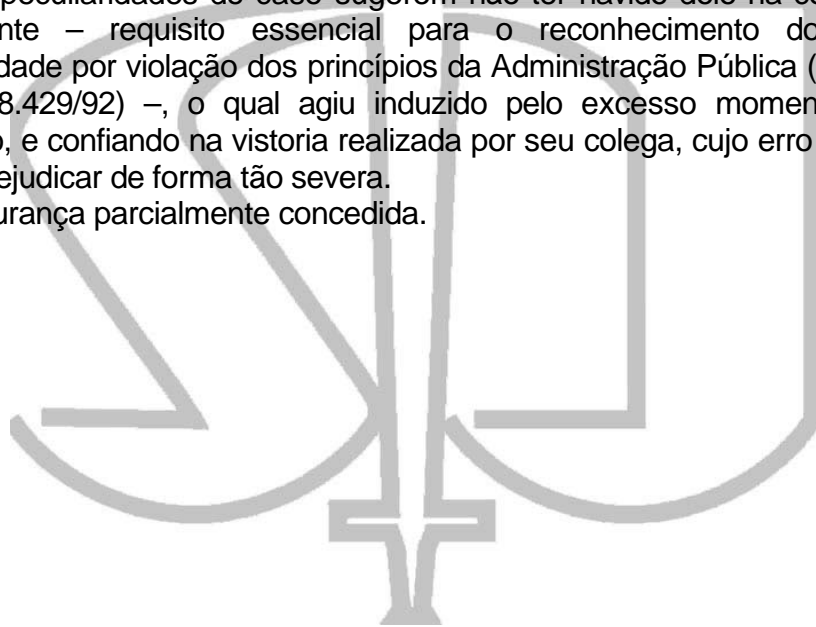 peculiaridades do caso sugerem não ter havido dolo na
nte – requisito essencial para o reconhecimento do
dade por violação dos princípios da Administração Pública (
8.429/92) –, o qual agiu induzido pelo excesso momen
, e confiando na vistoria realizada por seu colega, cujo erro
ejudicar de forma tão severa.
urança parcialmente concedida.